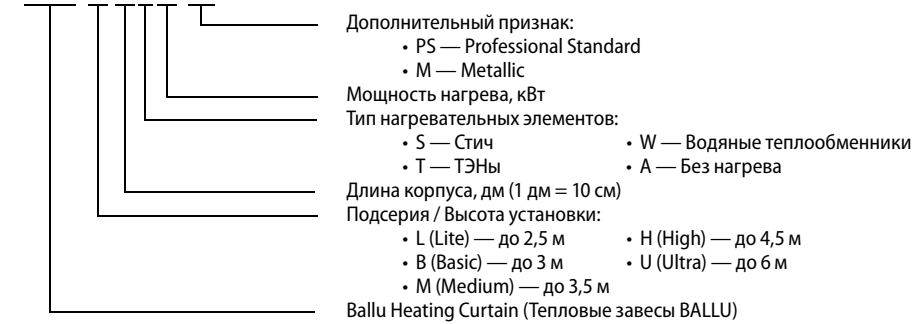 Дополнительный признак:
• PS — Professional Standard
• M — Metallic
Мощность нагрева, кВт
Тип нагревательных элементов:
• S — Стич • W — Водяные теплообменники
• T — ТЭНы • A — Без нагрева
Длина корпуса, дм (1 дм = 10 см)
Подсерия / Высота установки:
• L (Lite) — до 2,5 м • H (High) — до 4,5 м
• B (Basic) — до 3 м • U (Ultra) — до 6 м
• M (Medium) — до 3,5 м
Ballu Heating Curtain (Тепловые завесы BALLU)